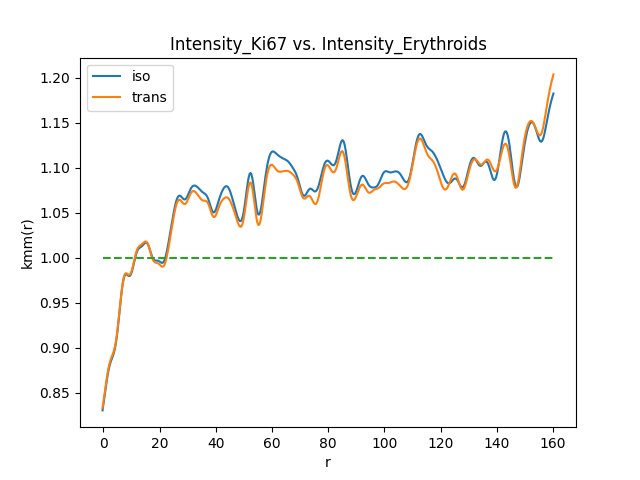 Intensity_Ki67 vs. Intensity_Erythroids
iso
trans
kmm(r)
1.20
1.15
1.10
1.05
1.00
0.95
0.90
0.85
0 20 40 60 80 100 120 140 160
r